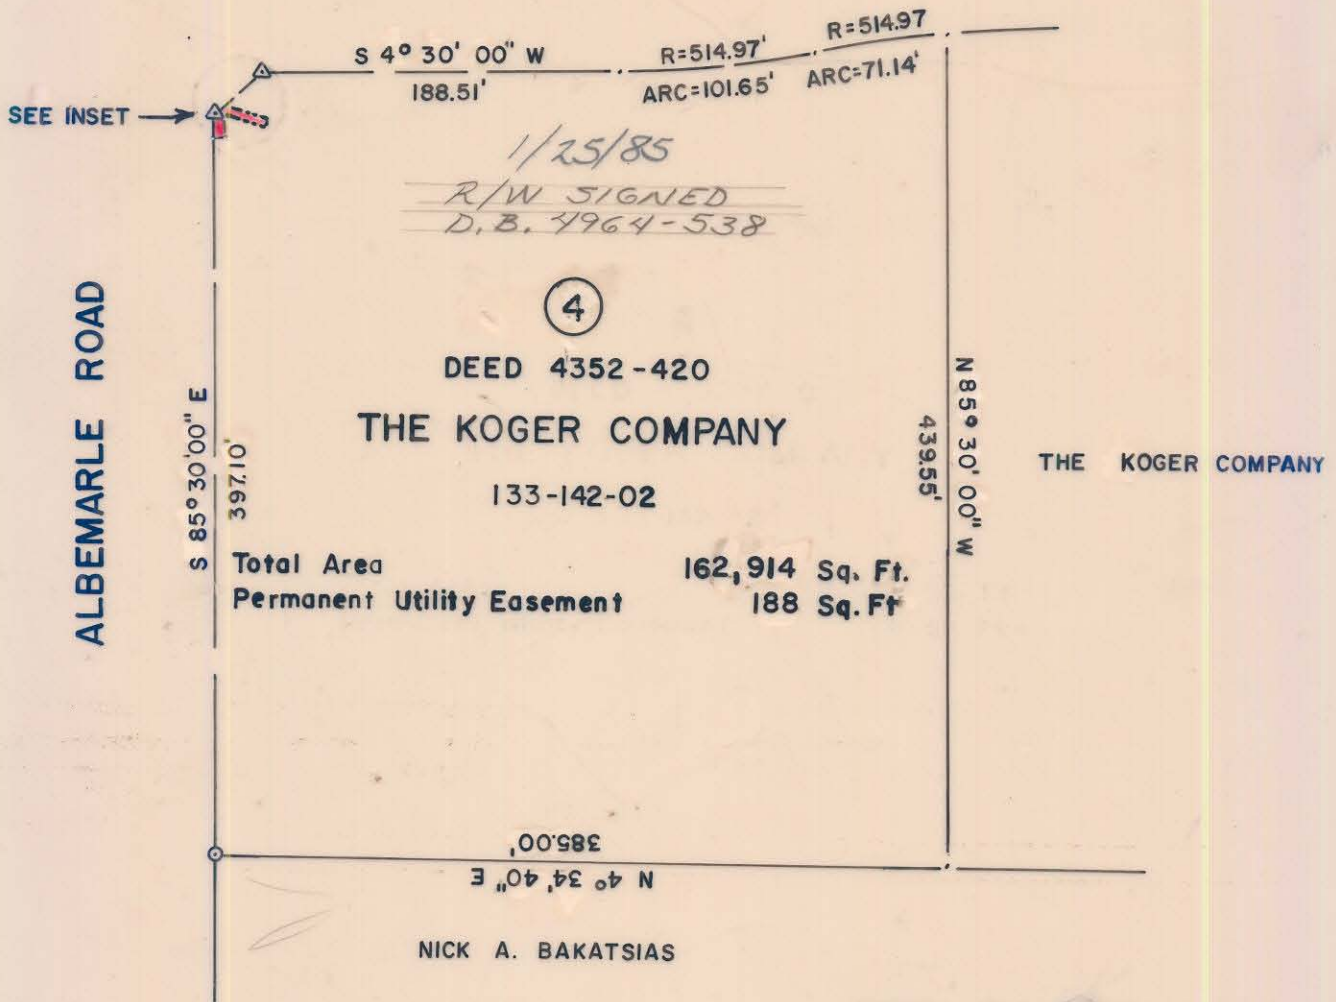 S 4° 30' 00" W
188.51'
R=514.97'
ARC=101.65'
R=514.97
ARC=71.14'
SEE INSET
1/25/85
R/W SIGNED
D.B. 4964-538
4
DEED 4352-420
THE KOGER COMPANY
133-142-02
Total Area 162,914 Sq. Ft.
Permanent Utility Easement 188 Sq. Ft
ALBEMARLE ROAD
S 85° 30' 00" E
397.10'
N 85° 30' 00" W
439.55'
THE KOGER COMPANY
385.00'
N 4° 34' 40" E
NICK A. BAKATSIAS